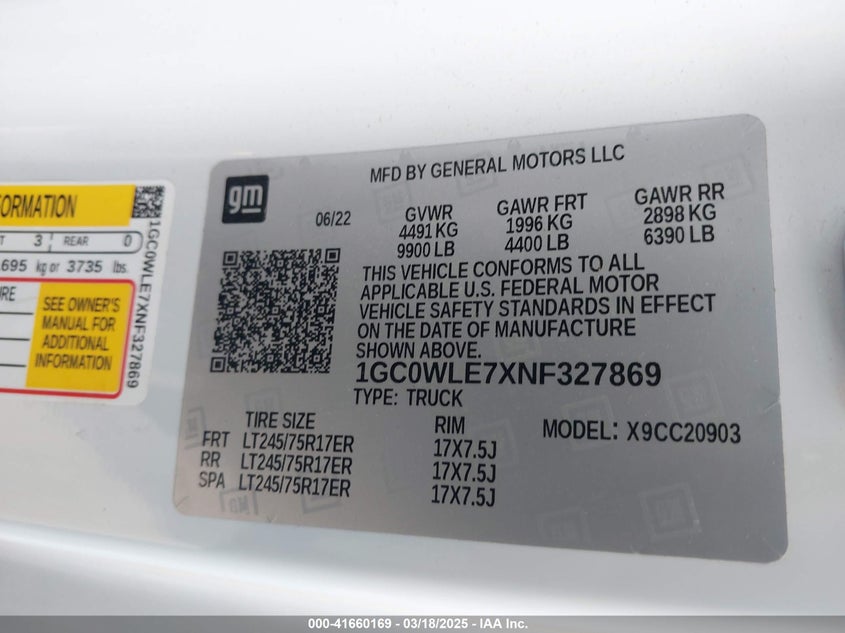 ORMATION
3 REAR 0
695 kg or 3735 lbs.
SEE OWNER'S
MANUAL FOR
ADDITIONAL
INFORMATION
1GC0WLE7XNF327869
gm
MFD BY GENERAL MOTORS LLC
06/22 GVWR GAWR FRT GAWR RR
4491 KG 1996 KG 2898 KG
9900 LB 4400 LB 6390 LB
THIS VEHICLE CONFORMS TO ALL
APPLICABLE U.S. FEDERAL MOTOR
VEHICLE SAFETY STANDARDS IN EFFECT
ON THE DATE OF MANUFACTURE
SHOWN ABOVE.
1GC0WLE7XNF327869
TYPE: TRUCK
TIRE SIZE RIM MODEL: X9CC20903
FRT LT245/75R17ER 17X7.5J
RR LT245/75R17ER 17X7.5J
SPA LT245/75R17ER 17X7.5J
000-41660169 - 03/18/2025 - IAA Inc.